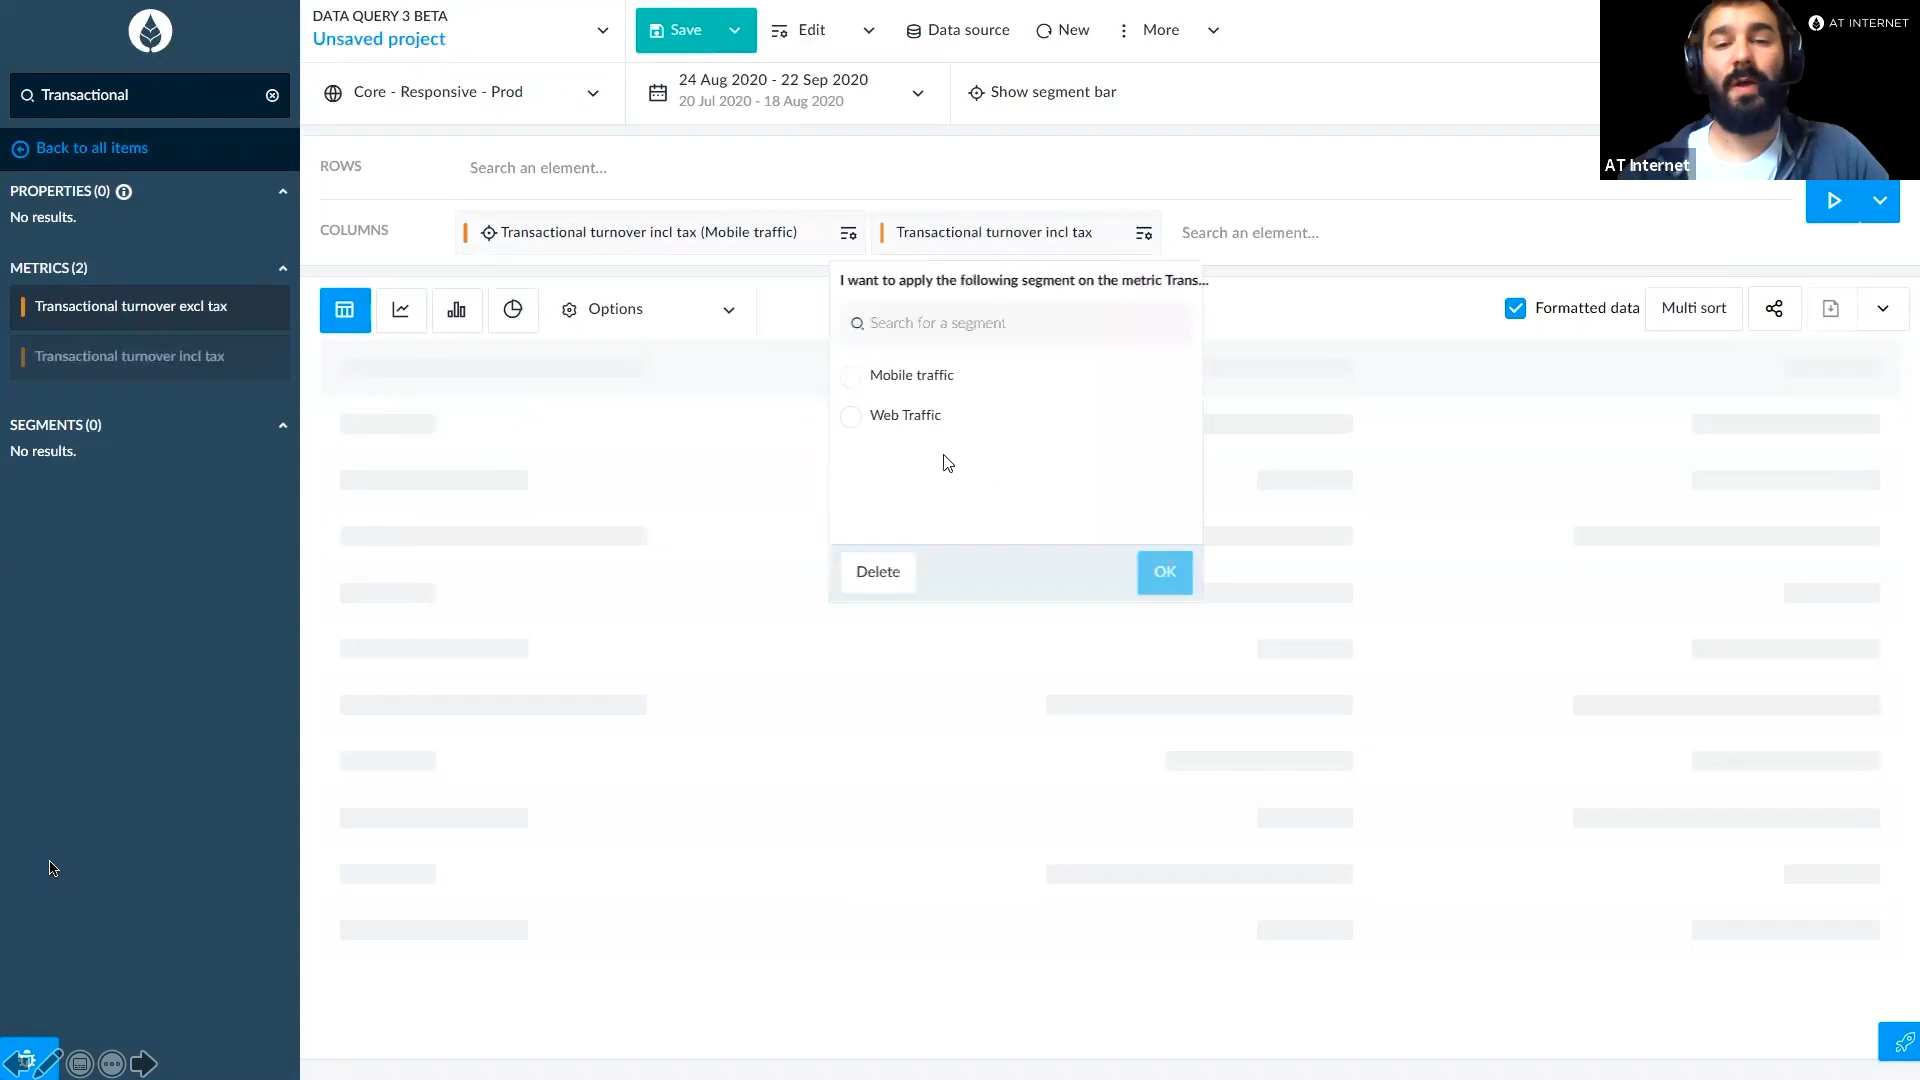 DATA QUERY 3 BETA
Unsaved project
Save
Edit
Data source
New
More
AT INTERNET
Transactional
Core - Responsive - Prod
24 Aug 2020 - 22 Sep 2020
20 Jul 2020 - 18 Aug 2020
Show segment bar
AT Internet
Back to all items
PROPERTIES (0)
No results.
METRICS (2)
Transactional turnover excl tax
Transactional turnover incl tax
SEGMENTS (0)
No results.
ROWS
Search an element...
COLUMNS
Transactional turnover incl tax (Mobile traffic)
Transactional turnover incl tax
Search an element...
Options
Formatted data
Multi sort
I want to apply the following segment on the metric Trans...
Search for a segment
Mobile traffic
Web Traffic
Delete
OK